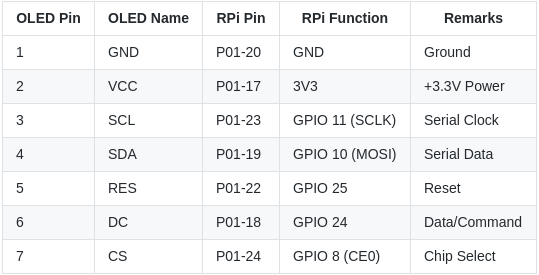 OLED Pin OLED Name RPi Pin RPi Function Remarks
1 GND P01-20 GND Ground
2 VCC P01-17 3V3 +3.3V Power
3 SCL P01-23 GPIO 11 (SCLK) Serial Clock
4 SDA P01-19 GPIO 10 (MOSI) Serial Data
5 RES P01-22 GPIO 25 Reset
6 DC P01-18 GPIO 24 Data/Command
7 CS P01-24 GPIO 8 (CE0) Chip Select